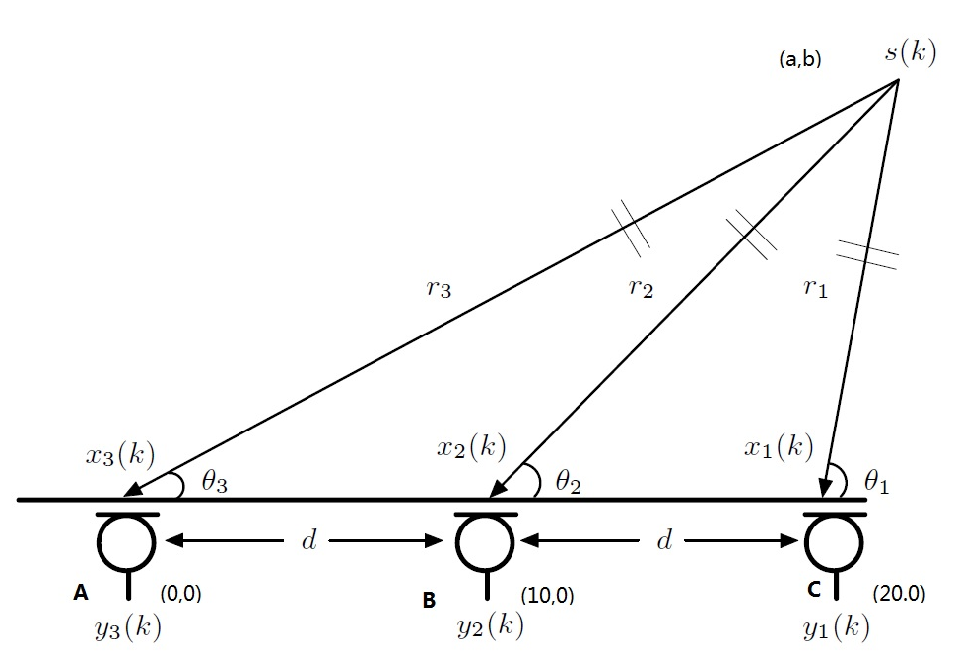 (a,b) s(k)
r₃ r₂ r₁
x₃(k) θ₃ x₂(k) θ₂ x₁(k) θ₁
d d
A (0,0) B (10,0) C (20.0)
y₃(k) y₂(k) y₁(k)